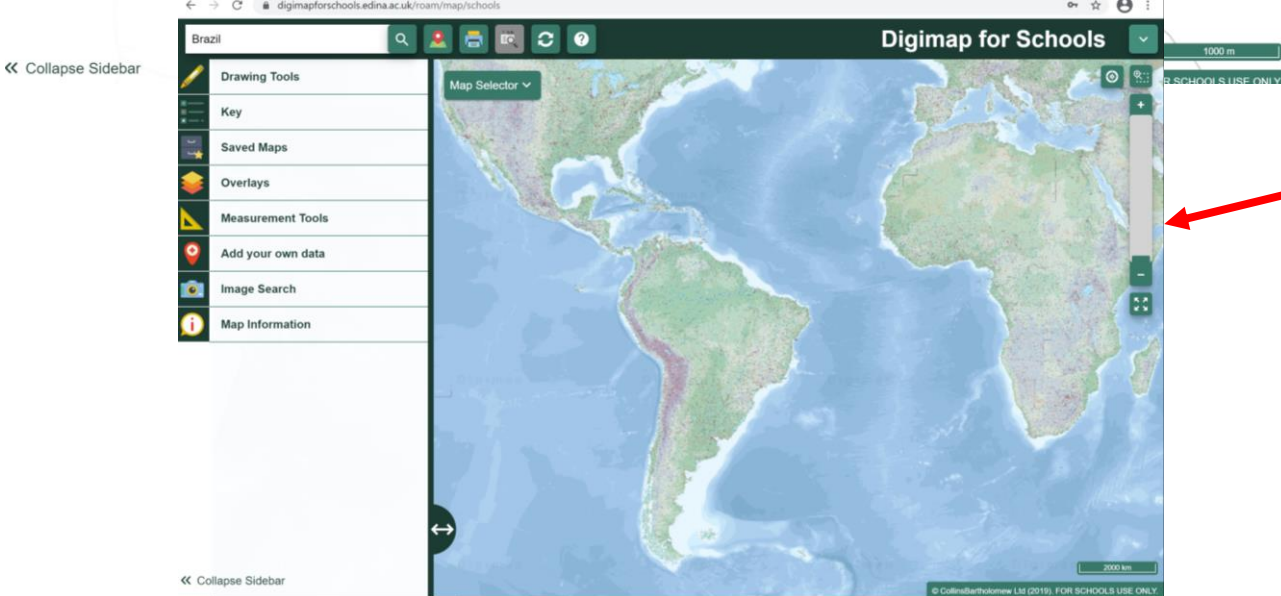 digimapforschools.edina.ac.uk/roam/map/schools
Brazil
Digimap for Schools
1000 m
Collapse Sidebar
R SCHOOLS USE ONLY
Drawing Tools
Map Selector
Key
Saved Maps
Overlays
Measurement Tools
Add your own data
Image Search
Map Information
2000 km
Collapse Sidebar
© CollinsBartholomew Ltd (2019). FOR SCHOOLS USE ONLY.